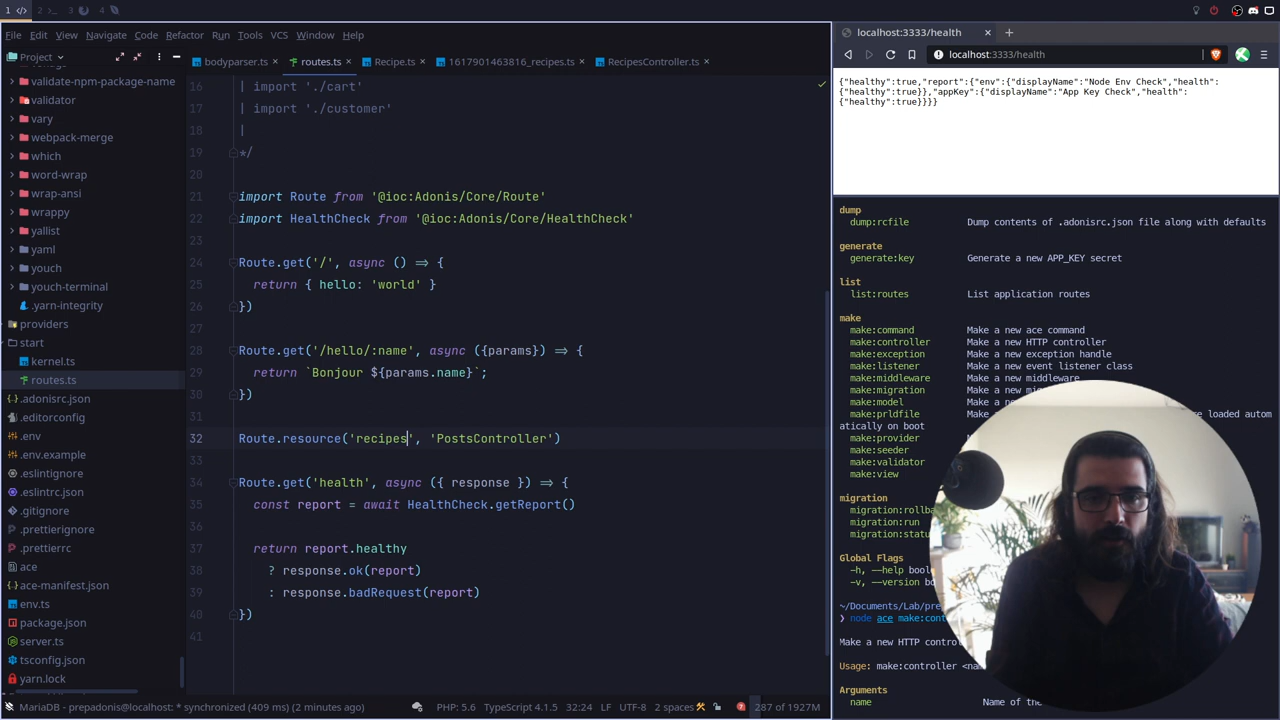 1 </>
2 >_
3
4
File Edit View Navigate Code Refactor Run Tools VCS Window Help
Project
validate-npm-package-name
validator
vary
webpack-merge
which
word-wrap
wrap-ansi
wrappy
yallist
yaml
youch
youch-terminal
.yarn-integrity
providers
start
kernel.ts
routes.ts
.adonisrc.json
.editorconfig
.env
.env.example
.eslintignore
.eslintrc.json
.gitignore
.prettierignore
.prettierrc
ace
ace-manifest.json
env.ts
package.json
server.ts
tsconfig.json
yarn.lock
bodyparser.ts × routes.ts × Recipe.ts × 1617901463816_recipes.ts × RecipesController.ts ×
16 | import './cart'
17 | import './customer'
18 |
19 */
20
21 import Route from '@ioc:Adonis/Core/Route'
22 import HealthCheck from '@ioc:Adonis/Core/HealthCheck'
23
24 Route.get('/', async () => {
25 return { hello: 'world' }
26 })
27
28 Route.get('/hello/:name', async ({params}) => {
29 return `Bonjour ${params.name}`;
30 })
31
32 Route.resource('recipes', 'PostsController')
33
34 Route.get('health', async ({ response }) => {
35 const report = await HealthCheck.getReport()
36
37 return report.healthy
38 ? response.ok(report)
39 : response.badRequest(report)
40 })
41
MariaDB – prepadonis@localhost: * synchronized (409 ms) (2 minutes ago) PHP: 5.6 TypeScript 4.1.5 32:24 LF UTF-8 2 spaces 287 of 1927M
localhost:3333/health × +
localhost:3333/health
{"healthy":true,"report":{"env":{"displayName":"Node Env Check","health":
{"healthy":true}},"appKey":{"displayName":"App Key Check","health":
{"healthy":true}}}}
dump
dump:rcfile Dump contents of .adonisrc.json file along with defaults
generate
generate:key Generate a new APP_KEY secret
list
list:routes List application routes
make
make:command Make a new ace command
make:controller Make a new HTTP controller
make:exception Make a new exception handle
make:listener Make a new event listener class
make:middleware Make a new middleware
make:migration Make a new
make:model Make a
make:prldfile Make a loaded autom
atically on boot
make:provider Make
make:seeder Make
make:validator Make
make:view Make
migration
migration:rollba
migration:run
migration:statu
Global Flags
-h, --help bool
-v, --version bo
~/Documents/Lab/pre
❯ node ace make:cont
Make a new HTTP contro
Usage: make:controller <na
Arguments
name Name of the